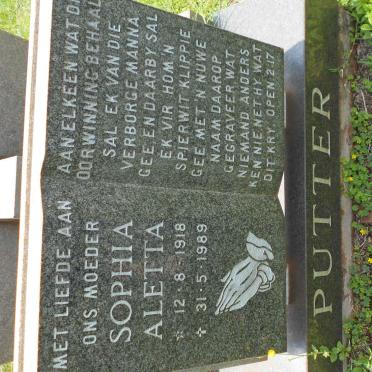 MET LIEFDE AAN
ONS MOEDER
SOPHIA
ALETTA
☆ 12-8-1918
✝ 31-5-1989
AAN ELKEEN WAT DIE
OORWINNING BEHAAL
SAL EK VAN DIE
VERBORGE MANNA
GEE EN DAARBY SAL
EK VIR HOM 'N
SPIERWIT KLIPPIE
GEE MET 'N NUWE
NAAM DAAROP
GEGRAVEER WAT
NIEMAND ANDERS
KEN NIE, NET HY WAT
DIT KRY. OPEN 2:17
PUTTER